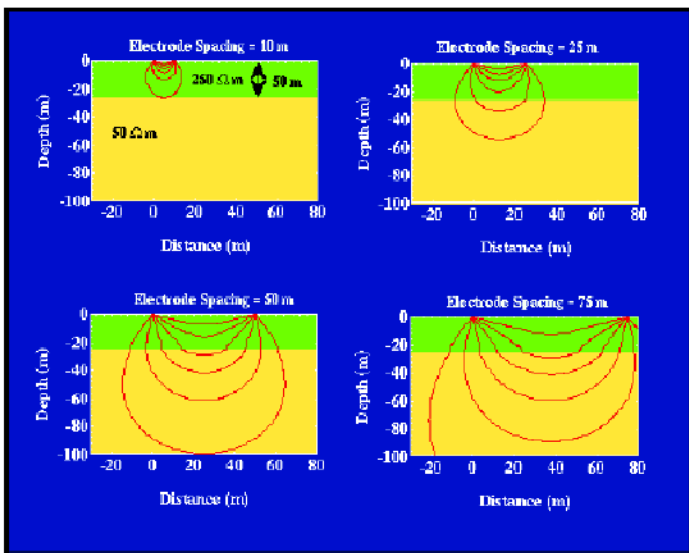 Electrode Spacing = 10 m
0
-20
-40
-60
-80
-100
Depth (m)
250 Ωm
50 m
50 Ωm
-20 0 20 40 60 80
Distance (m)
Electrode Spacing = 25 m
0
-20
-40
-60
-80
-100
Depth (m)
-20 0 20 40 60 80
Distance (m)
Electrode Spacing = 50 m
0
-20
-40
-60
-80
-100
Depth (m)
-20 0 20 40 60 80
Distance (m)
Electrode Spacing = 75 m
0
-20
-40
-60
-80
-100
Depth (m)
-20 0 20 40 60 80
Distance (m)